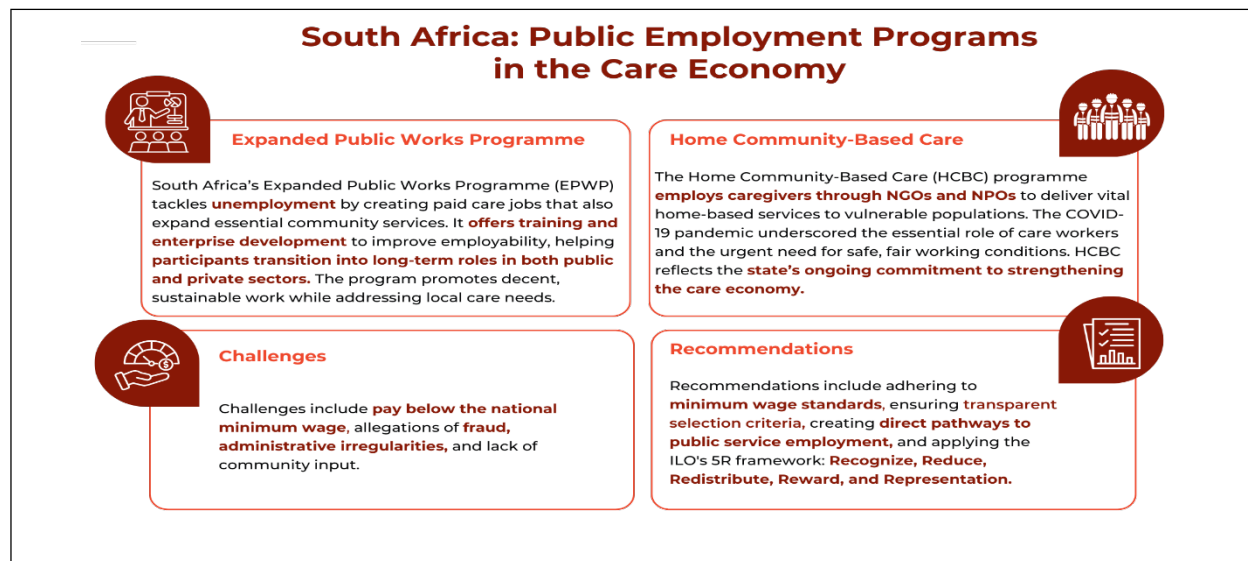 South Africa: Public Employment Programs
in the Care Economy
Expanded Public Works Programme
South Africa's Expanded Public Works Programme (EPWP)
tackles unemployment by creating paid care jobs that also
expand essential community services. It offers training and
enterprise development to improve employability, helping
participants transition into long-term roles in both public
and private sectors. The program promotes decent,
sustainable work while addressing local care needs.
Home Community-Based Care
The Home Community-Based Care (HCBC) programme
employs caregivers through NGOs and NPOs to deliver vital
home-based services to vulnerable populations. The COVID-
19 pandemic underscored the essential role of care workers
and the urgent need for safe, fair working conditions. HCBC
reflects the state's ongoing commitment to strengthening
the care economy.
Challenges
Challenges include pay below the national
minimum wage, allegations of fraud,
administrative irregularities, and lack of
community input.
Recommendations
Recommendations include adhering to
minimum wage standards, ensuring transparent
selection criteria, creating direct pathways to
public service employment, and applying the
ILO's 5R framework: Recognize, Reduce,
Redistribute, Reward, and Representation.